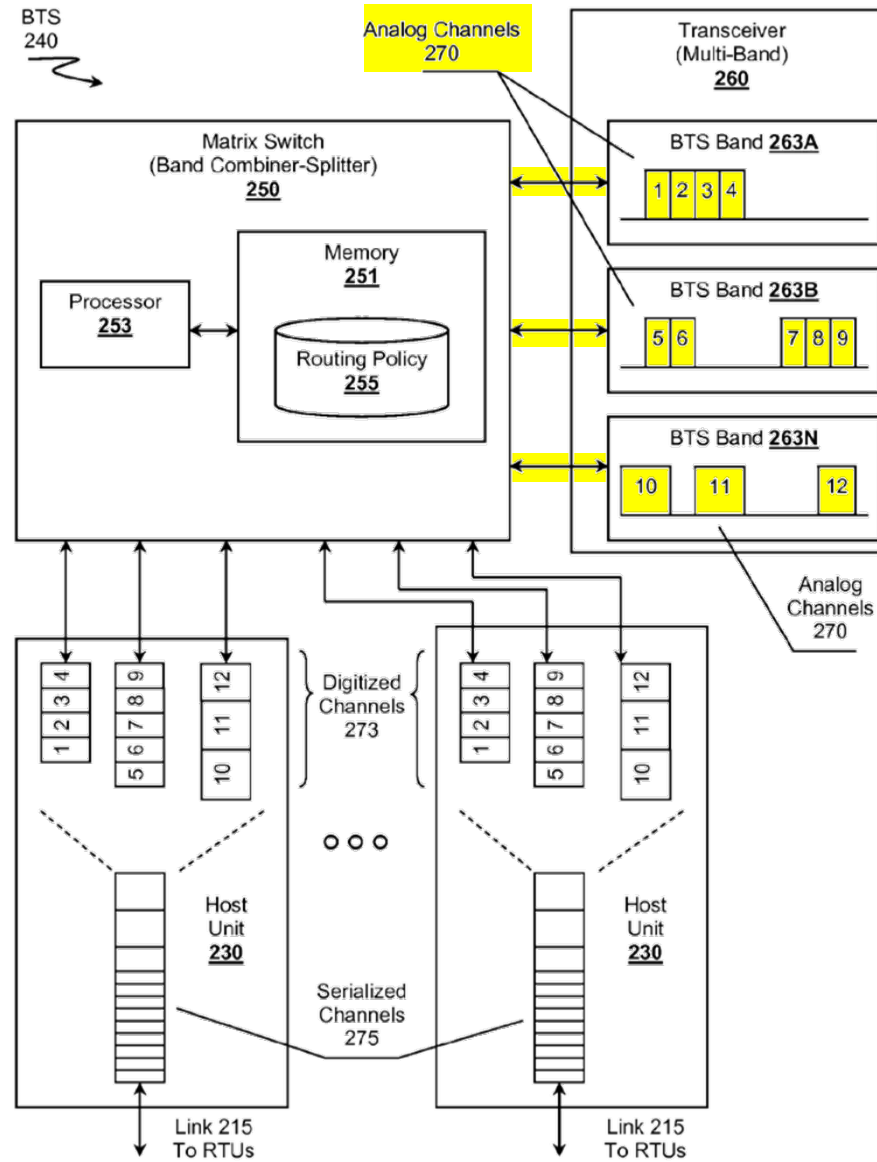 BTS
240
Analog Channels
270
Transceiver
(Multi-Band)
260
Matrix Switch
(Band Combiner-Splitter)
250
BTS Band 263A
1 2 3 4
Memory
251
Processor
253
Routing Policy
255
BTS Band 263B
5 6 7 8 9
BTS Band 263N
10 11 12
Analog
Channels
270
4 3 2 1
9 8 7 6 5
12 11 10
Digitized
Channels
273
4 3 2 1
9 8 7 6 5
12 11 10
Host
Unit
230
Host
Unit
230
Serialized
Channels
275
Link 215
To RTUs
Link 215
To RTUs